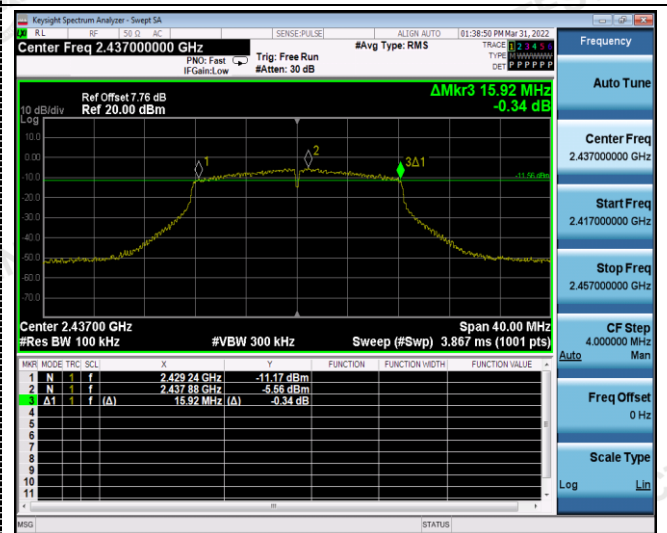 Keysight Spectrum Analyzer - Swept SA
RL RF 50 Ω AC SENSE:PULSE ALIGN AUTO 01:38:50 PM Mar 31, 2022
Center Freq 2.437000000 GHz #Avg Type: RMS TRACE 1 2 3 4 5 6
PNO: Fast Trig: Free Run TYPE M W W W W W
IFGain:Low #Atten: 30 dB DET P P P P P P
Frequency
Auto Tune
Ref Offset 7.76 dB ΔMkr3 15.92 MHz
10 dB/div Ref 20.00 dBm -0.34 dB
Log
10.0
0.00
-10.0
-20.0
-30.0
-40.0
-50.0
-60.0
-70.0
1
2
3Δ1
-11.56 dBm
Center Freq
2.437000000 GHz
Start Freq
2.417000000 GHz
Stop Freq
2.457000000 GHz
Center 2.43700 GHz Span 40.00 MHz
#Res BW 100 kHz #VBW 300 kHz Sweep (#Swp) 3.867 ms (1001 pts)
CF Step
4.000000 MHz
Auto Man
MKR MODE TRC SCL X Y FUNCTION FUNCTION WIDTH FUNCTION VALUE
1 N 1 f 2.429 24 GHz -11.17 dBm
2 N 1 f 2.437 88 GHz -5.56 dBm
3 Δ1 1 f (Δ) 15.92 MHz (Δ) -0.34 dB
4
5
6
7
8
9
10
11
Freq Offset
0 Hz
Scale Type
Log Lin
MSG STATUS